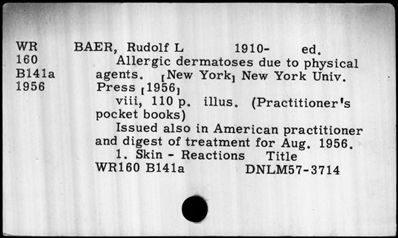 WR BAER, Rudolf L 1910- ed.
160 Allergic dermatoses due to physical
B141a agents. [New York] New York Univ.
1956 Press [1956]
viii, 110 p. illus. (Practitioner's
pocket books)
Issued also in American practitioner
and digest of treatment for Aug. 1956.
1. Skin - Reactions Title
WR160 B141a DNLM57-3714